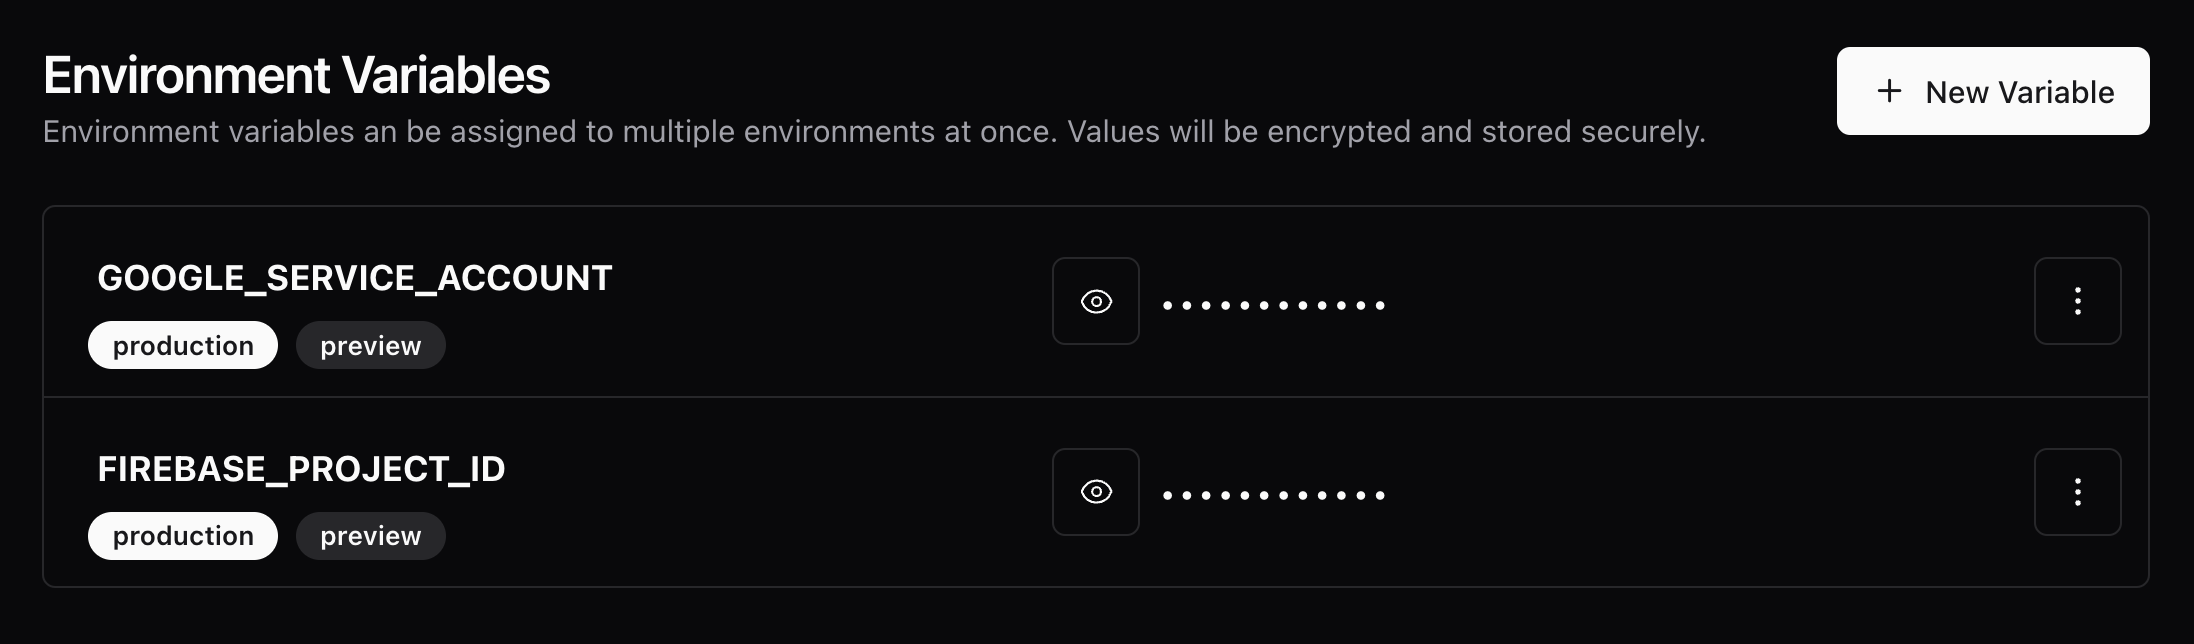 Environment Variables
Environment variables an be assigned to multiple environments at once. Values will be encrypted and stored securely.
+ New Variable
GOOGLE_SERVICE_ACCOUNT
••••••••••••
production preview
FIREBASE_PROJECT_ID
••••••••••••
production preview